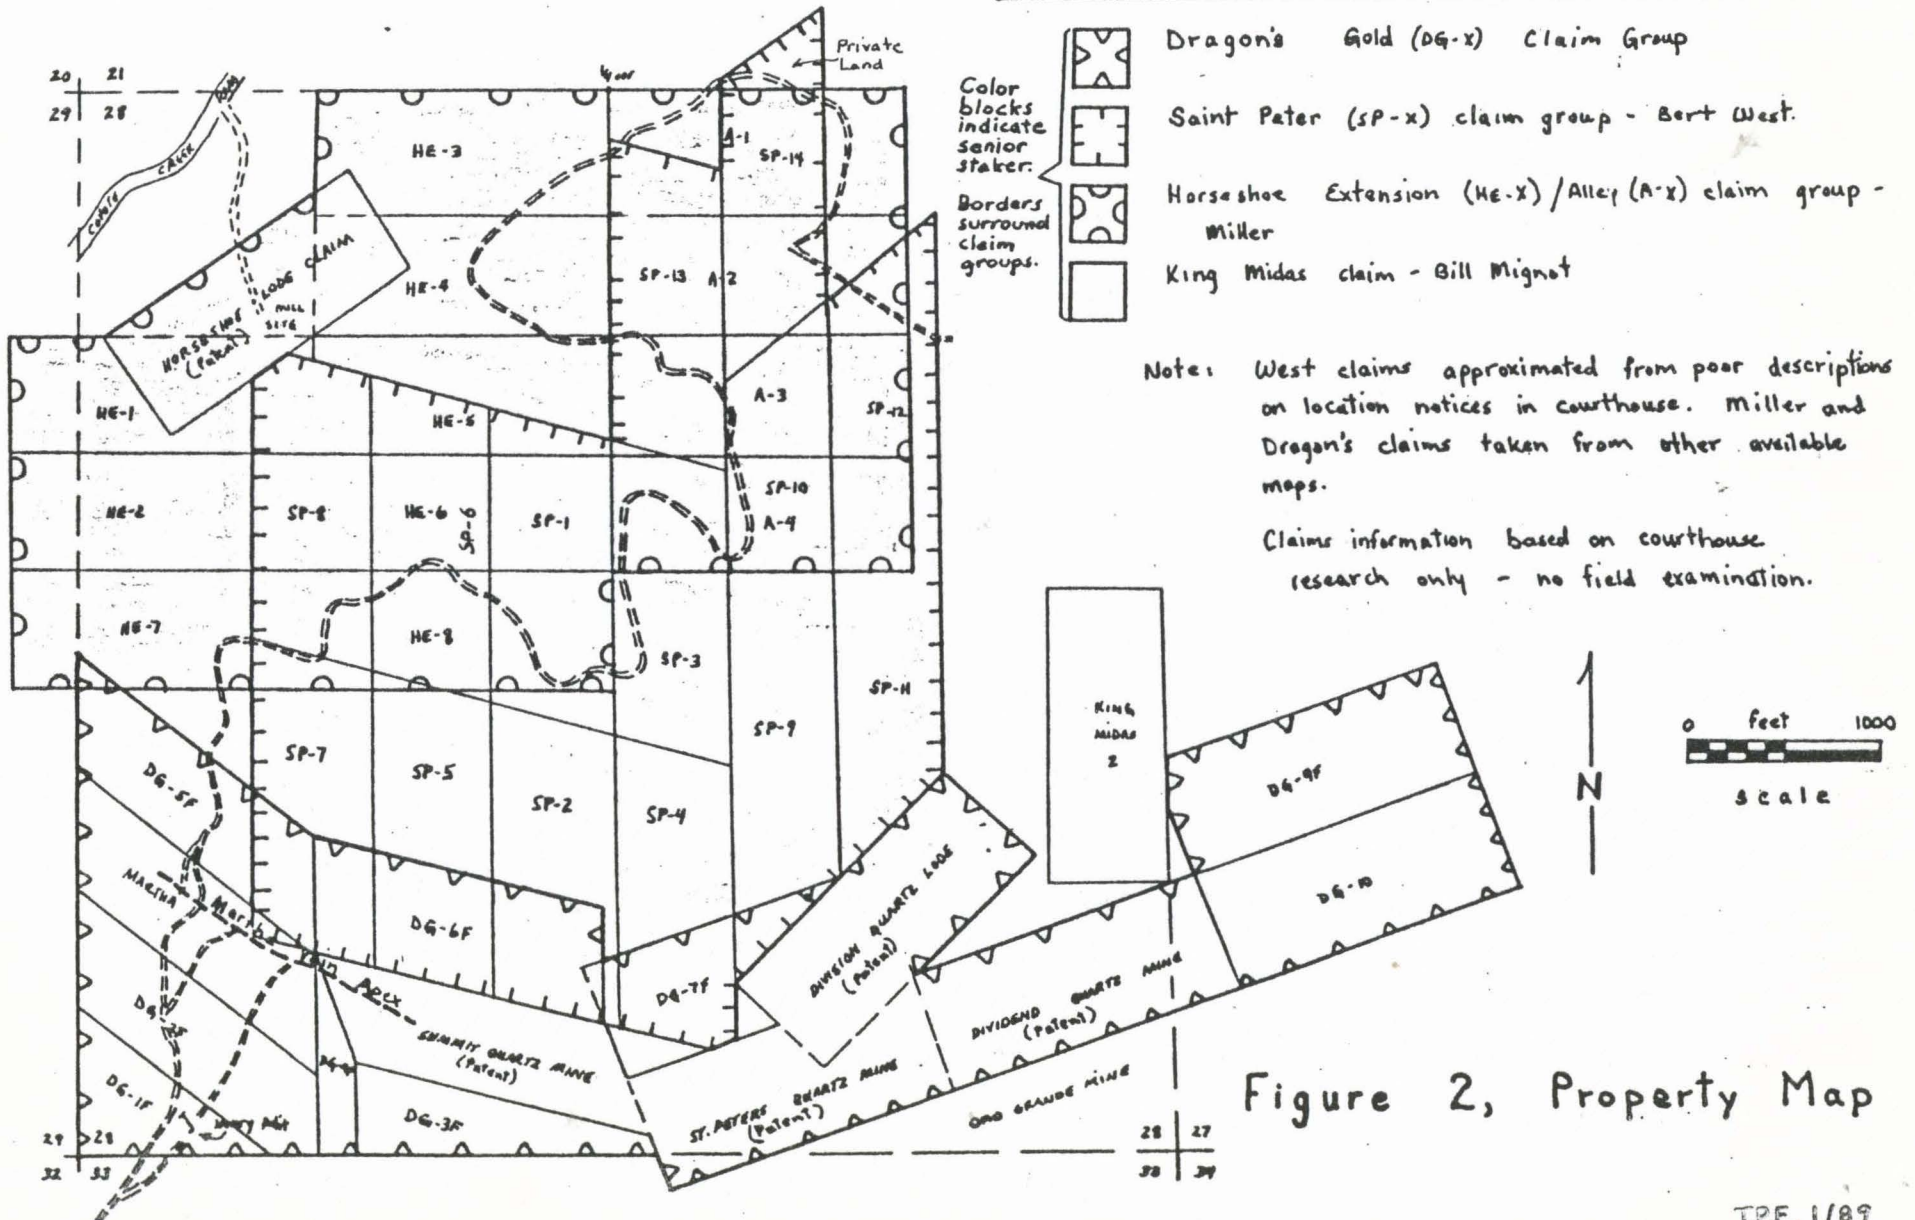 Private
Land
Color
blocks
indicate
senior
staker.
Borders
surround
claim
groups.
Dragon's Gold (DG-X) Claim Group
Saint Peter (SP-X) claim group - Bert West.
Horseshoe Extension (HE-X) / Alley (A-X) claim group -
Miller
King Midas claim - Bill Mignot
Note: West claims approximated from poor descriptions
on location notices in courthouse. Miller and
Dragon's claims taken from other available
maps.
Claims information based on courthouse
research only - no field examination.
20 21
29 28
CREEK
HE-3
A-1
SP-14
HORSESHOE LODE CLAIM
(Patent)
MILL
SITE
HE-4
SP-13 A-2
HE-1
HE-5
A-3
SP-12
HE-2
SP-8
HE-6
SP-6
SP-1
SP-10
A-4
HE-7
HE-8
SP-3
SP-11
SP-9
SP-7
SP-5
SP-2
SP-4
KING
MIDAS
2
DG-9F
DG-10
DG-5F
MARTHA
DG-6F
DG-7F
DIVISION QUARTZ LODE
(Patent)
DIVIDEND QUARTZ MINE
(Patent)
Apex
SUMMIT QUARTZ MINE
(Patent)
DG-1F
DG-3F
ST. PETERS QUARTZ MINE
(Patent)
ORO GRANDE MINE
29 28
32 33
28 27
33 34
N
0 feet 1000
scale
Figure 2, Property Map